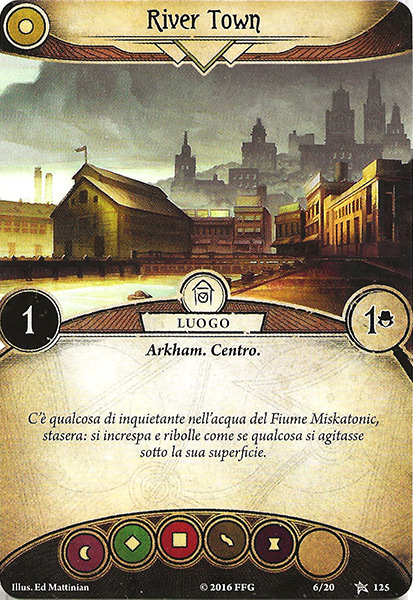 River Town
1
LUOGO
1
Arkham. Centro.
C'è qualcosa di inquietante nell'acqua del Fiume Miskatonic,
stasera: si increspa e ribolle come se qualcosa si agitasse
sotto la sua superficie.
Illus. Ed Mattinian © 2016 FFG 6/20 125